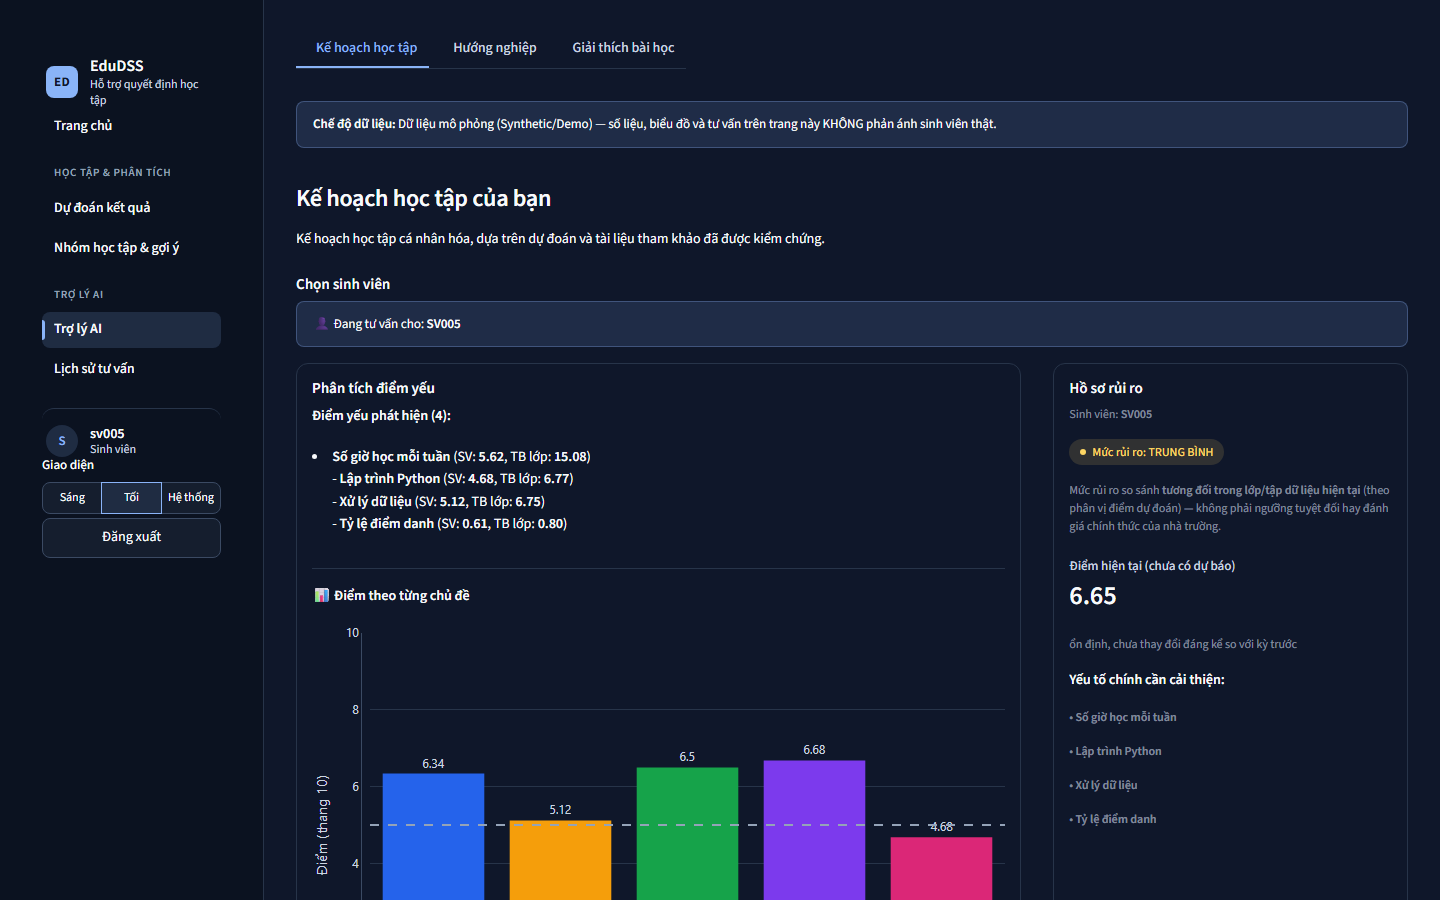 ED
EduDSS
Hỗ trợ quyết định học
tập
Trang chủ
HỌC TẬP & PHÂN TÍCH
Dự đoán kết quả
Nhóm học tập & gợi ý
TRỢ LÝ AI
Trợ lý AI
Lịch sử tư vấn
S
sv005
Sinh viên
Giao diện
Sáng
Tối
Hệ thống
Đăng xuất
Kế hoạch học tập
Hướng nghiệp
Giải thích bài học
Chế độ dữ liệu: Dữ liệu mô phỏng (Synthetic/Demo) — số liệu, biểu đồ và tư vấn trên trang này KHÔNG phản ánh sinh viên thật.
Kế hoạch học tập của bạn
Kế hoạch học tập cá nhân hóa, dựa trên dự đoán và tài liệu tham khảo đã được kiểm chứng.
Chọn sinh viên
Đang tư vấn cho: SV005
Phân tích điểm yếu
Điểm yếu phát hiện (4):
• Số giờ học mỗi tuần (SV: 5.62, TB lớp: 15.08)
- Lập trình Python (SV: 4.68, TB lớp: 6.77)
- Xử lý dữ liệu (SV: 5.12, TB lớp: 6.75)
- Tỷ lệ điểm danh (SV: 0.61, TB lớp: 0.80)
Điểm theo từng chủ đề
10
8
6
4
Điểm (thang 10)
6.34
5.12
6.5
6.68
4.68
Hồ sơ rủi ro
Sinh viên: SV005
Mức rủi ro: TRUNG BÌNH
Mức rủi ro so sánh tương đối trong lớp/tập dữ liệu hiện tại (theo
phân vị điểm dự đoán) — không phải ngưỡng tuyệt đối hay đánh
giá chính thức của nhà trường.
Điểm hiện tại (chưa có dự báo)
6.65
ổn định, chưa thay đổi đáng kể so với kỳ trước
Yếu tố chính cần cải thiện:
• Số giờ học mỗi tuần
• Lập trình Python
• Xử lý dữ liệu
• Tỷ lệ điểm danh